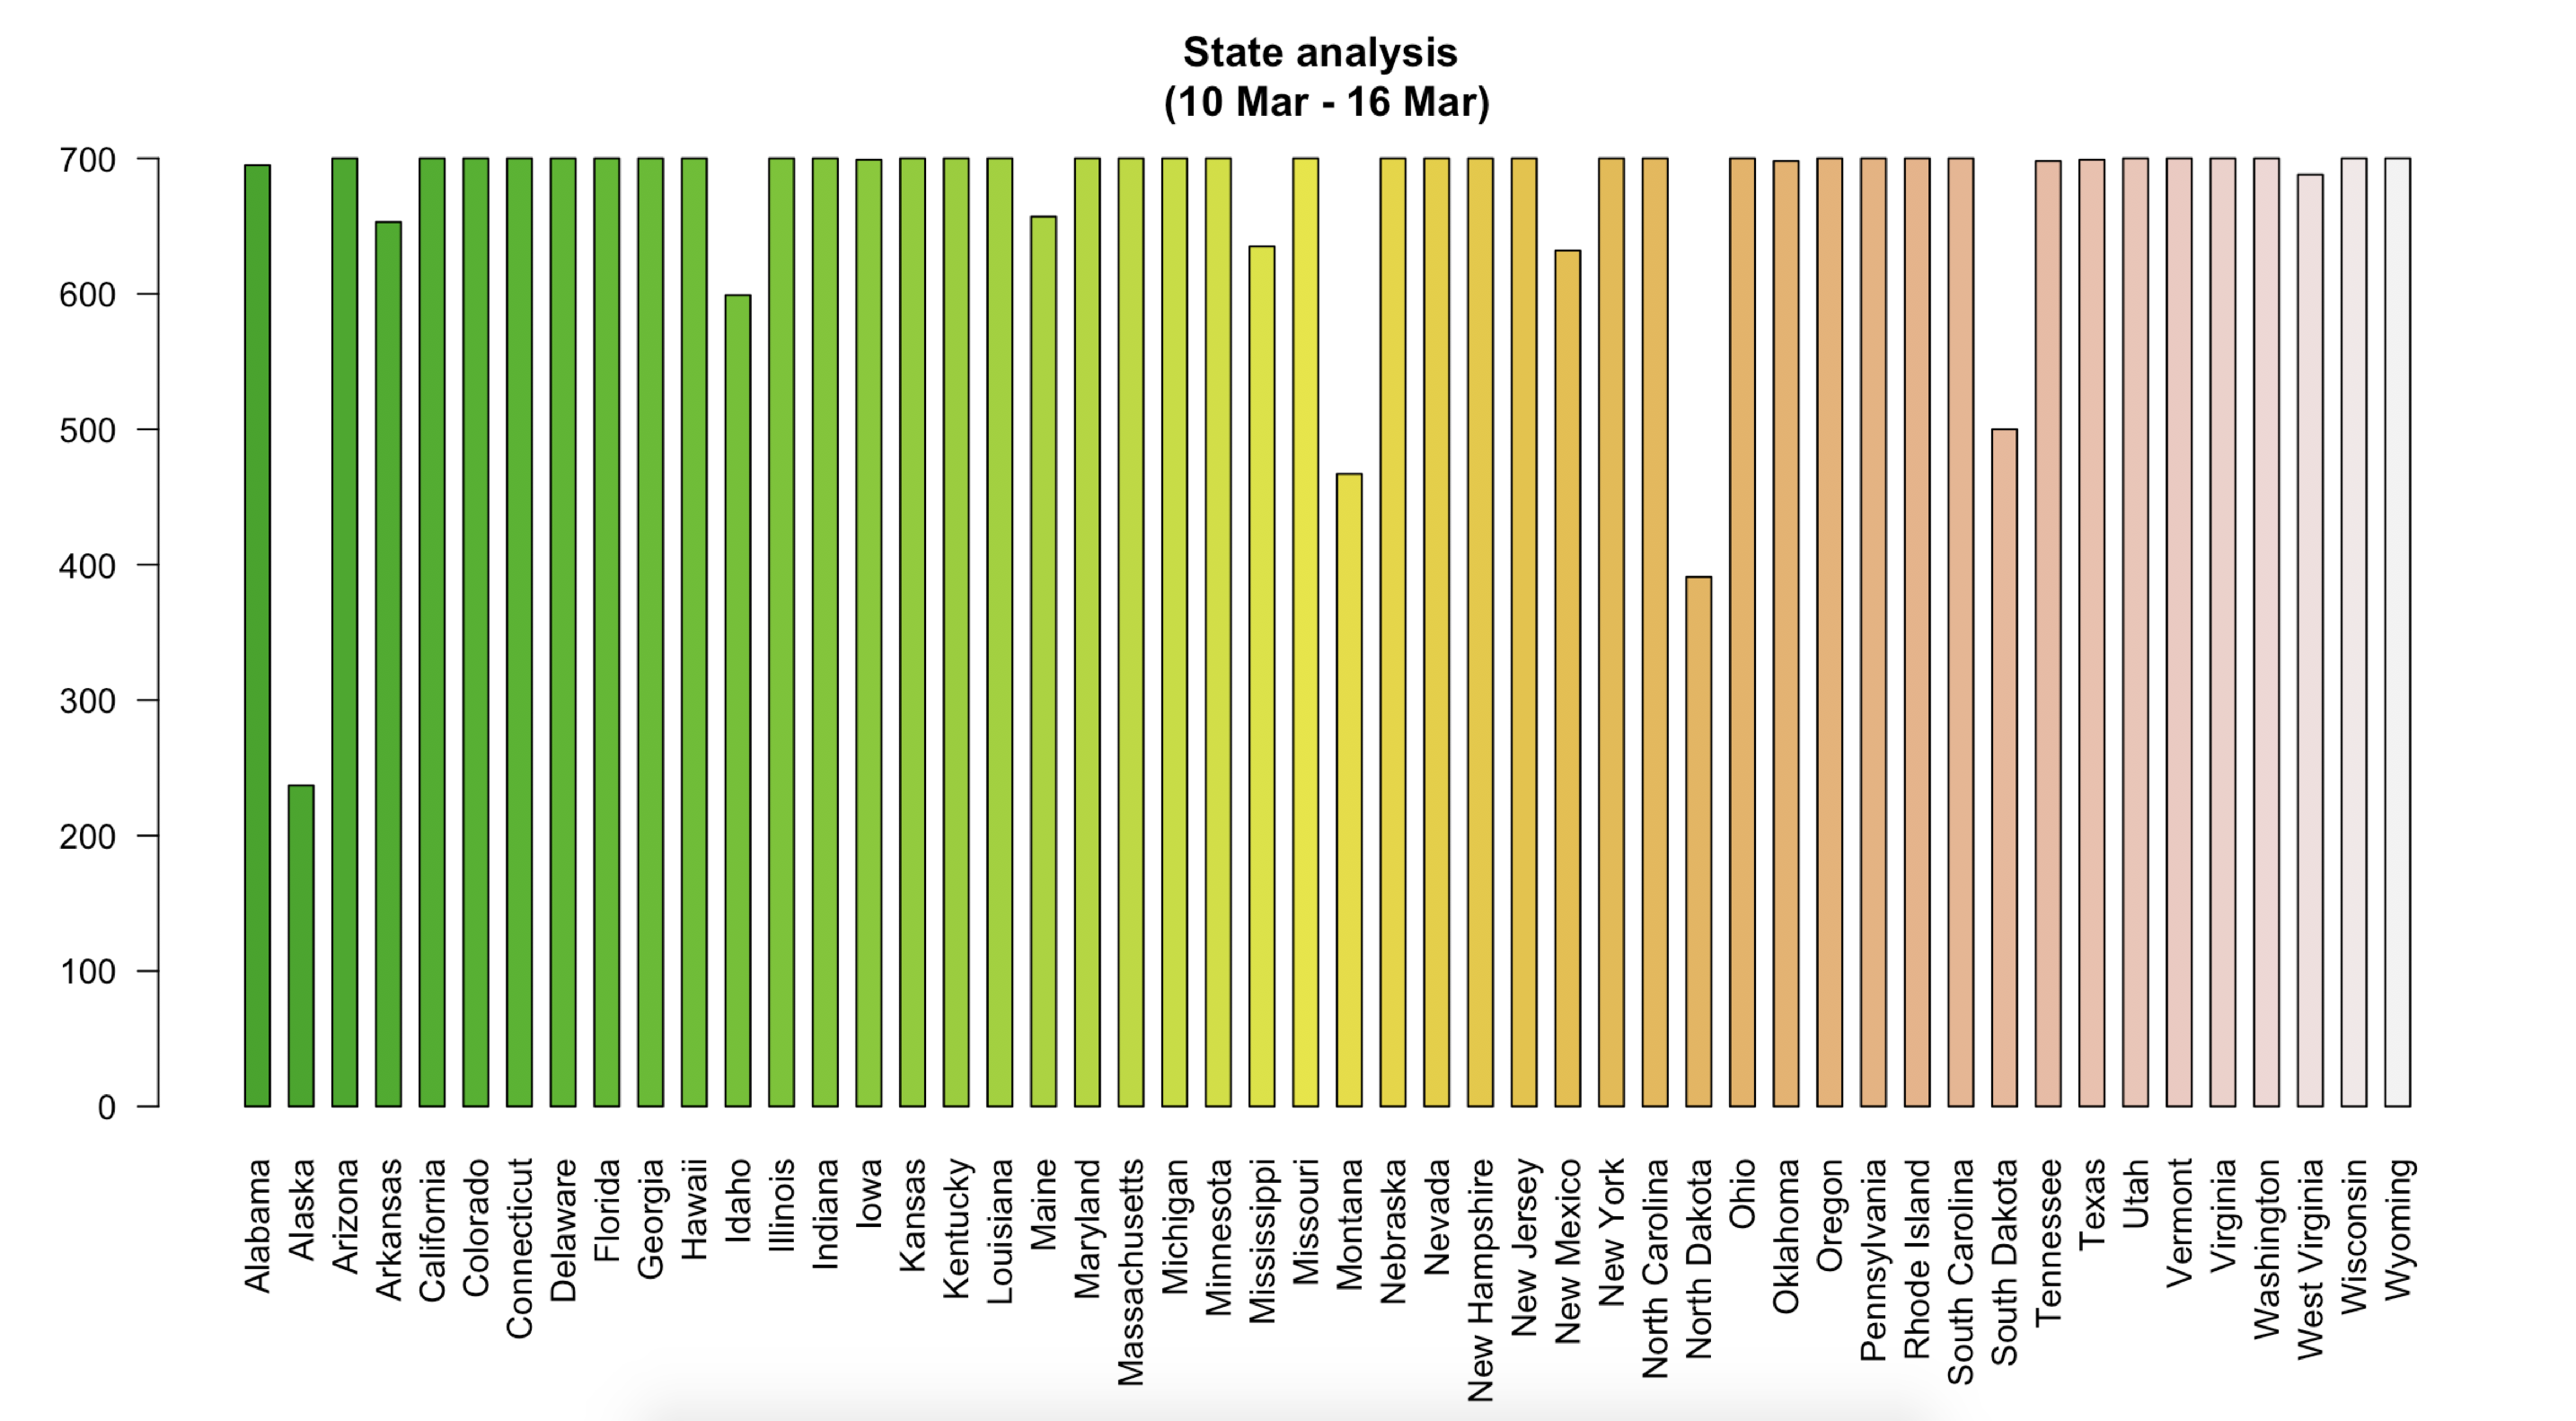 State analysis
(10 Mar - 16 Mar)
700
600
500
400
300
200
100
0
Alabama
Alaska
Arizona
Arkansas
California
Colorado
Connecticut
Delaware
Florida
Georgia
Hawaii
Idaho
Illinois
Indiana
Iowa
Kansas
Kentucky
Louisiana
Maine
Maryland
Massachusetts
Michigan
Minnesota
Mississippi
Missouri
Montana
Nebraska
Nevada
New Hampshire
New Jersey
New Mexico
New York
North Carolina
North Dakota
Ohio
Oklahoma
Oregon
Pennsylvania
Rhode Island
South Carolina
South Dakota
Tennessee
Texas
Utah
Vermont
Virginia
Washington
West Virginia
Wisconsin
Wyoming